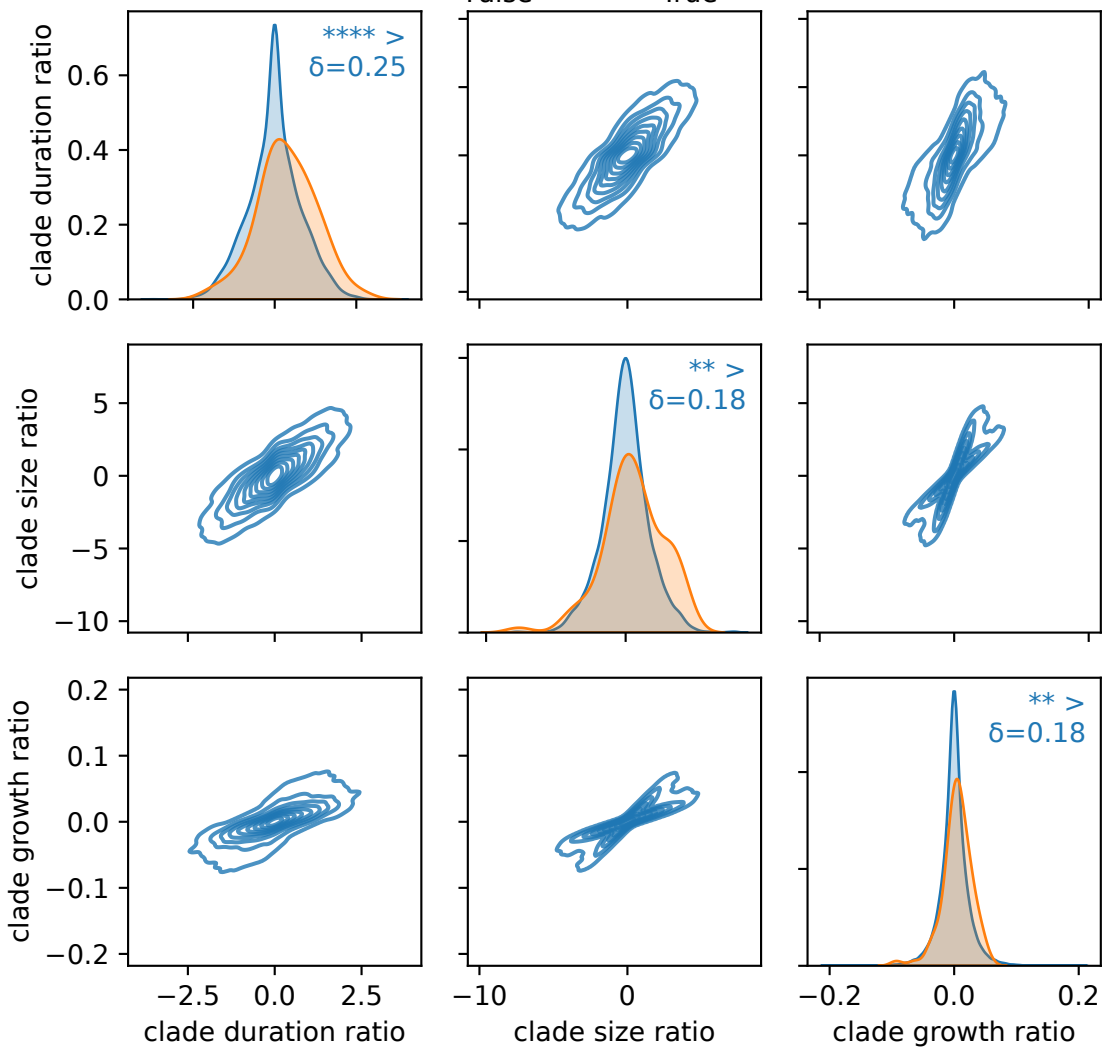 True
clade duration ratio
0.6
0.4
0.2
0.0
**** >
δ=0.25
clade size ratio
5
0
−5
−10
** >
δ=0.18
clade growth ratio
0.2
0.1
0.0
−0.1
−0.2
** >
δ=0.18
−2.5
0.0
2.5
−10
0
−0.2
0.0
0.2
clade duration ratio
clade size ratio
clade growth ratio